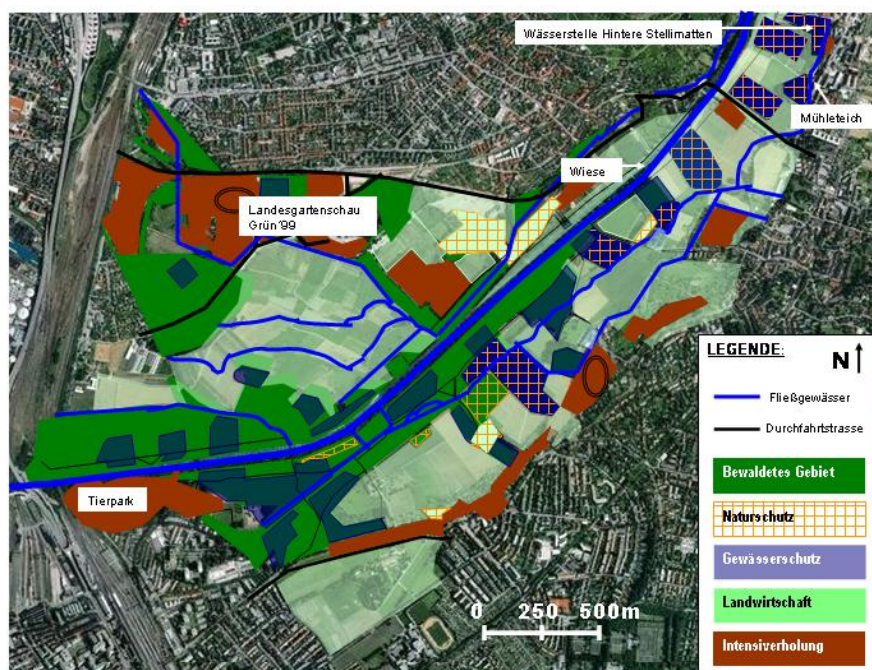 Wässerstelle Hintere Stellimatten
Mühleteich
Wiese
Landesgartenschau
Grün'99
Tierpark
LEGENDE:
N
Fließgewässer
Durchfahrtstrasse
Bewaldetes Gebiet
Naturschutz
Gewässerschutz
Landwirtschaft
Intensiverholung
0 250 500m